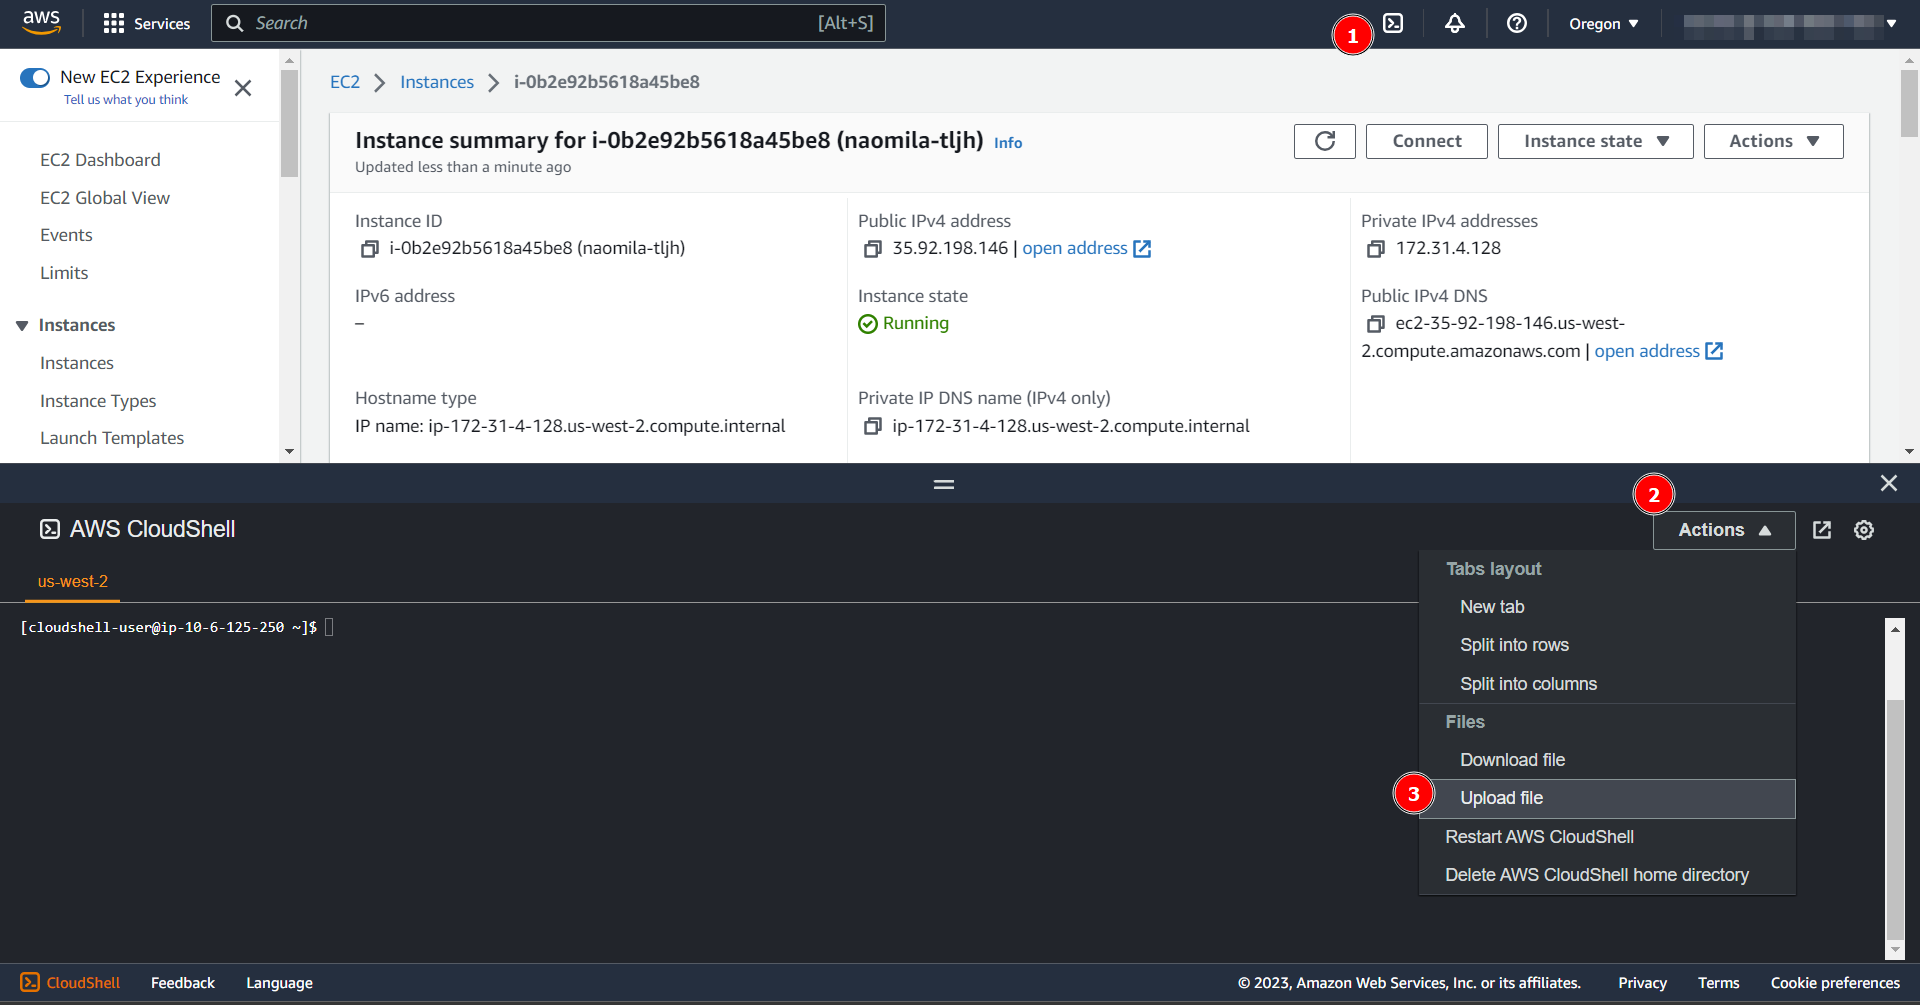 aws Services Search [Alt+S] 1 Oregon
New EC2 Experience
Tell us what you think
EC2 Dashboard
EC2 Global View
Events
Limits
Instances
Instances
Instance Types
Launch Templates
EC2 Instances i-0b2e92b5618a45be8
Instance summary for i-0b2e92b5618a45be8 (naomila-tljh) Info
Updated less than a minute ago
Connect Instance state Actions
Instance ID
i-0b2e92b5618a45be8 (naomila-tljh)
Public IPv4 address
35.92.198.146 | open address
Private IPv4 addresses
172.31.4.128
IPv6 address
–
Instance state
Running
Public IPv4 DNS
ec2-35-92-198-146.us-west-
2.compute.amazonaws.com | open address
Hostname type
IP name: ip-172-31-4-128.us-west-2.compute.internal
Private IP DNS name (IPv4 only)
ip-172-31-4-128.us-west-2.compute.internal
AWS CloudShell
2
Actions
us-west-2
[cloudshell-user@ip-10-6-125-250 ~]$
Tabs layout
New tab
Split into rows
Split into columns
Files
Download file
3 Upload file
Restart AWS CloudShell
Delete AWS CloudShell home directory
CloudShell Feedback Language © 2023, Amazon Web Services, Inc. or its affiliates. Privacy Terms Cookie preferences